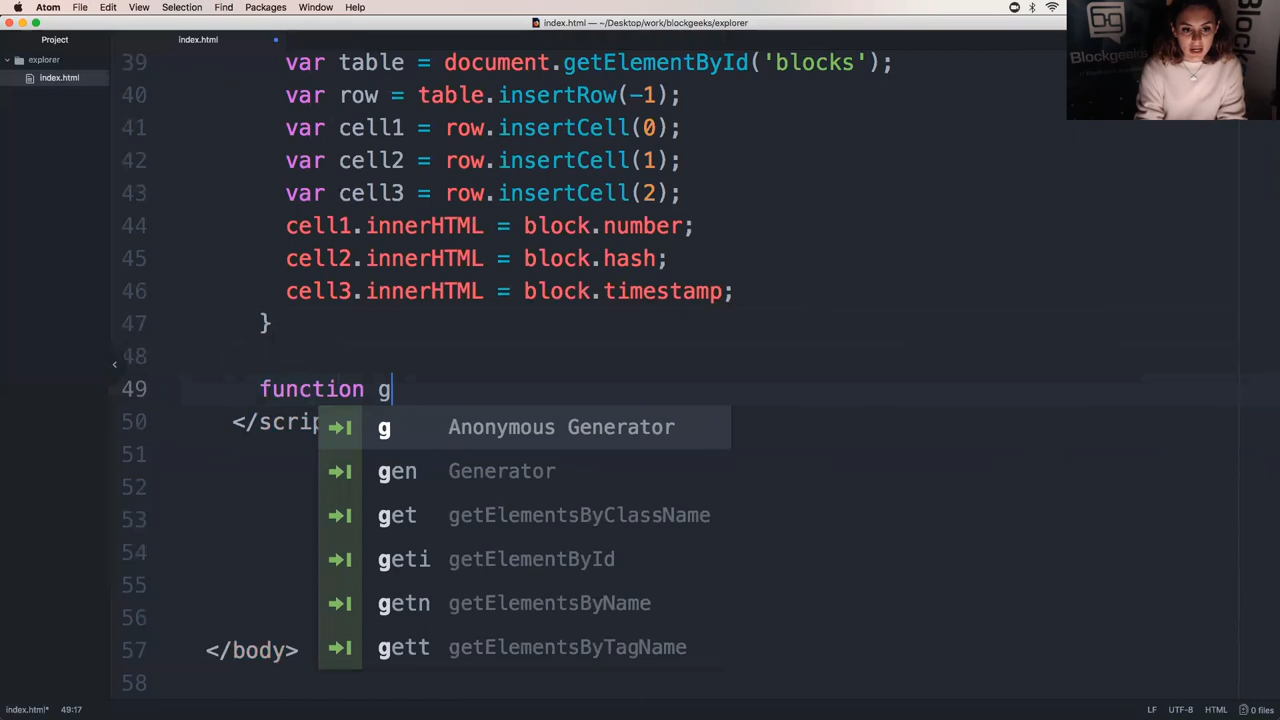 Atom File Edit View Selection Find Packages Window Help
index.html — ~/Desktop/work/blockgeeks/explorer
Project
index.html
explorer
index.html
Blockgeeks
39 var table = document.getElementById('blocks');
40 var row = table.insertRow(-1);
41 var cell1 = row.insertCell(0);
42 var cell2 = row.insertCell(1);
43 var cell3 = row.insertCell(2);
44 cell1.innerHTML = block.number;
45 cell2.innerHTML = block.hash;
46 cell3.innerHTML = block.timestamp;
47 }
48
49 function g
50 </scrip
g Anonymous Generator
51
gen Generator
52
get getElementsByClassName
53
54
geti getElementById
55
getn getElementsByName
56
57 </body>
gett getElementsByTagName
58
index.html* 49:17
LF UTF-8 HTML 0 files